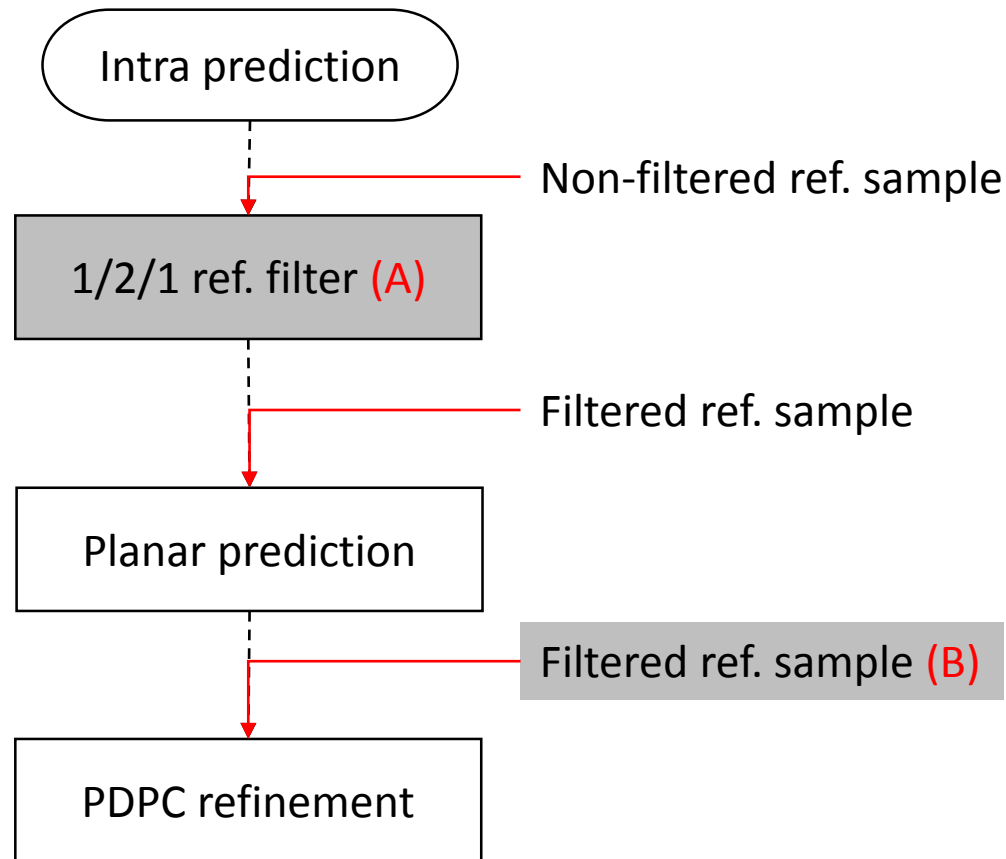 Intra prediction
Non-filtered ref. sample
1/2/1 ref. filter (A)
Filtered ref. sample
Planar prediction
Filtered ref. sample (B)
PDPC refinement